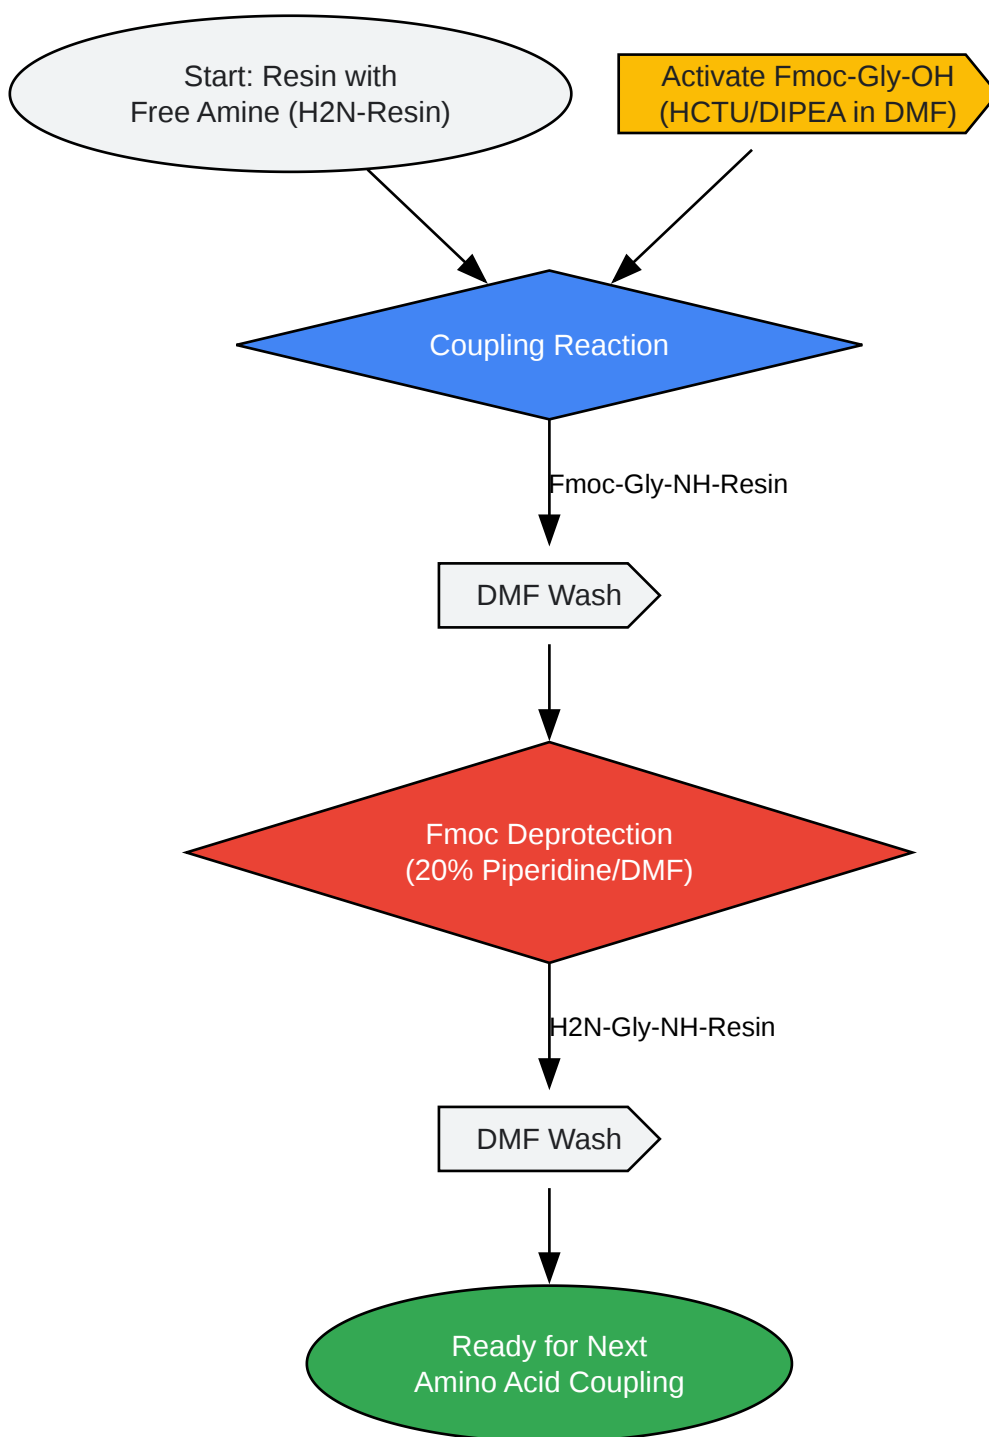 Start: Resin with
Free Amine (H2N-Resin)
Activate Fmoc-Gly-OH
(HCTU/DIPEA in DMF)
Coupling Reaction
Fmoc-Gly-NH-Resin
DMF Wash
Fmoc Deprotection
(20% Piperidine/DMF)
H2N-Gly-NH-Resin
DMF Wash
Ready for Next
Amino Acid Coupling